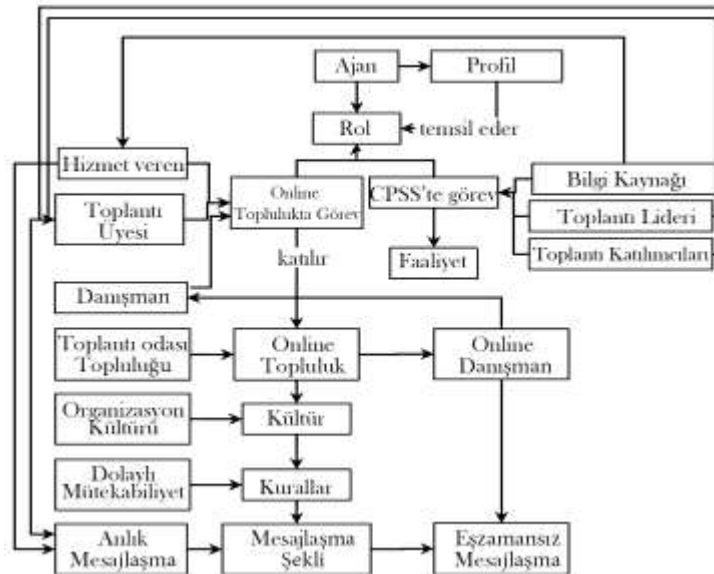 Ajan
Profil
Rol
temsil eder
Hizmet veren
Toplantı
Üyesi
Online
Toplulukta Görev
CPSS'te görev
Bilgi Kaynağı
Toplantı Lideri
Toplantı Katılımcıları
katılır
Faaliyet
Danışman
Toplantı odası
Topluluğu
Online
Topluluk
Online
Danışman
Organizasyon
Kültürü
Kültür
Dolaylı
Mütekabiliyet
Kurallar
Anlık
Mesajlaşma
Mesajlaşma
Şekli
Eşzamansız
Mesajlaşma